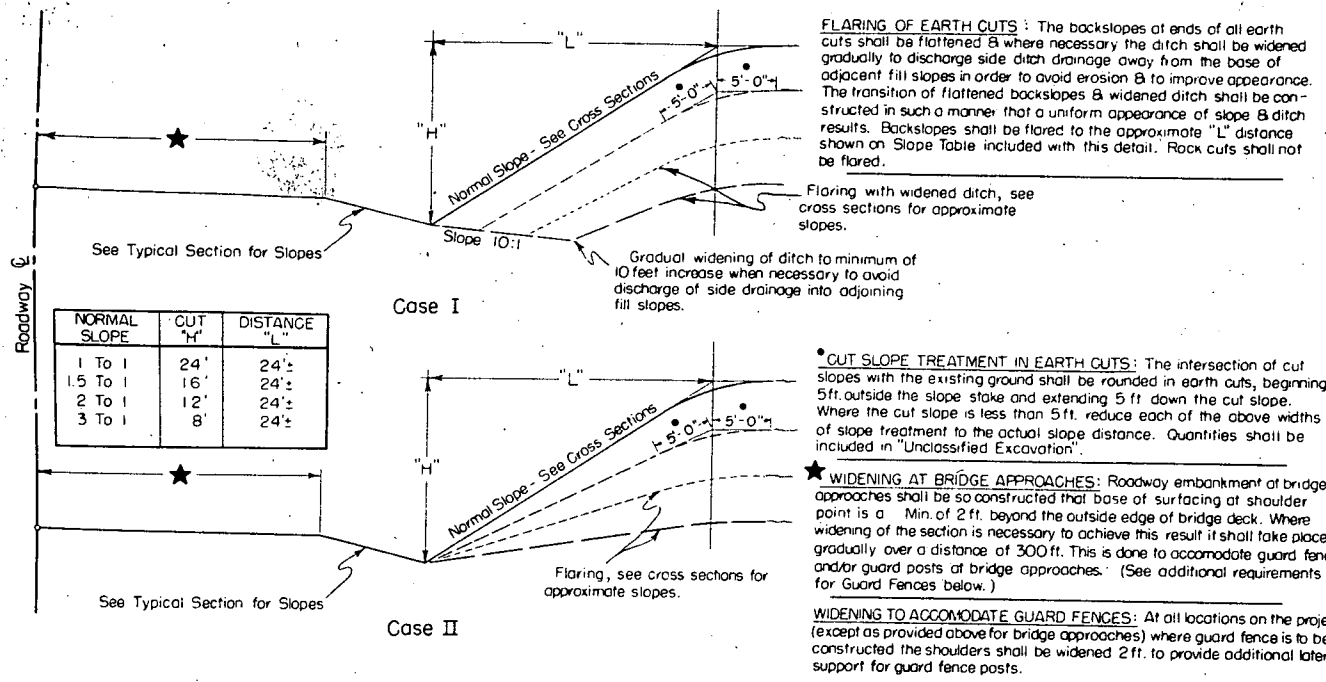 FLARING OF EARTH CUTS : The backslopes at ends of all earth
cuts shall be flattened & where necessary the ditch shall be widened
gradually to discharge side ditch drainage away from the base of
adjacent fill slopes in order to avoid erosion & to improve appearance.
The transition of flattened backslopes & widened ditch shall be con-
structed in such a manner that a uniform appearance of slope & ditch
results. Backslopes shall be flared to the approximate "L" distance
shown on Slope Table included with this detail. Rock cuts shall not
be flared.
"L"
"H"
Normal Slope - See Cross Sections
5'-0"
5'-0"
★
See Typical Section for Slopes
Slope 10:1
Flaring with widened ditch, see
cross sections for approximate
slopes.
Gradual widening of ditch to minimum of
10 feet increase when necessary to avoid
discharge of side drainage into adjoining
fill slopes.
Case I
Roadway ℄
NORMAL SLOPE CUT "H" DISTANCE "L"
1 To 1 24' 24'±
1.5 To 1 16' 24'±
2 To 1 12' 24'±
3 To 1 8' 24'±
"L"
"H"
Normal Slope - See Cross Sections
5'-0"
5'-0"
★
See Typical Section for Slopes
Flaring, see cross sections for
approximate slopes.
Case II
•CUT SLOPE TREATMENT IN EARTH CUTS: The intersection of cut
slopes with the existing ground shall be rounded in earth cuts, beginning
5ft. outside the slope stake and extending 5 ft down the cut slope.
Where the cut slope is less than 5ft. reduce each of the above widths
of slope treatment to the actual slope distance. Quantities shall be
included in "Unclassified Excavation".
★ WIDENING AT BRIDGE APPROACHES: Roadway embankment at bridge
approaches shall be so constructed that base of surfacing at shoulder
point is a Min. of 2 ft. beyond the outside edge of bridge deck. Where
widening of the section is necessary to achieve this result it shall take place
gradually over a distance of 300 ft. This is done to accomodate guard fen
and/or guard posts at bridge approaches. (See additional requirements
for Guard Fences below.)
WIDENING TO ACCOMODATE GUARD FENCES: At all locations on the proje
(except as provided above for bridge approaches) where guard fence is to be
constructed the shoulders shall be widened 2 ft. to provide additional later
support for guard fence posts.